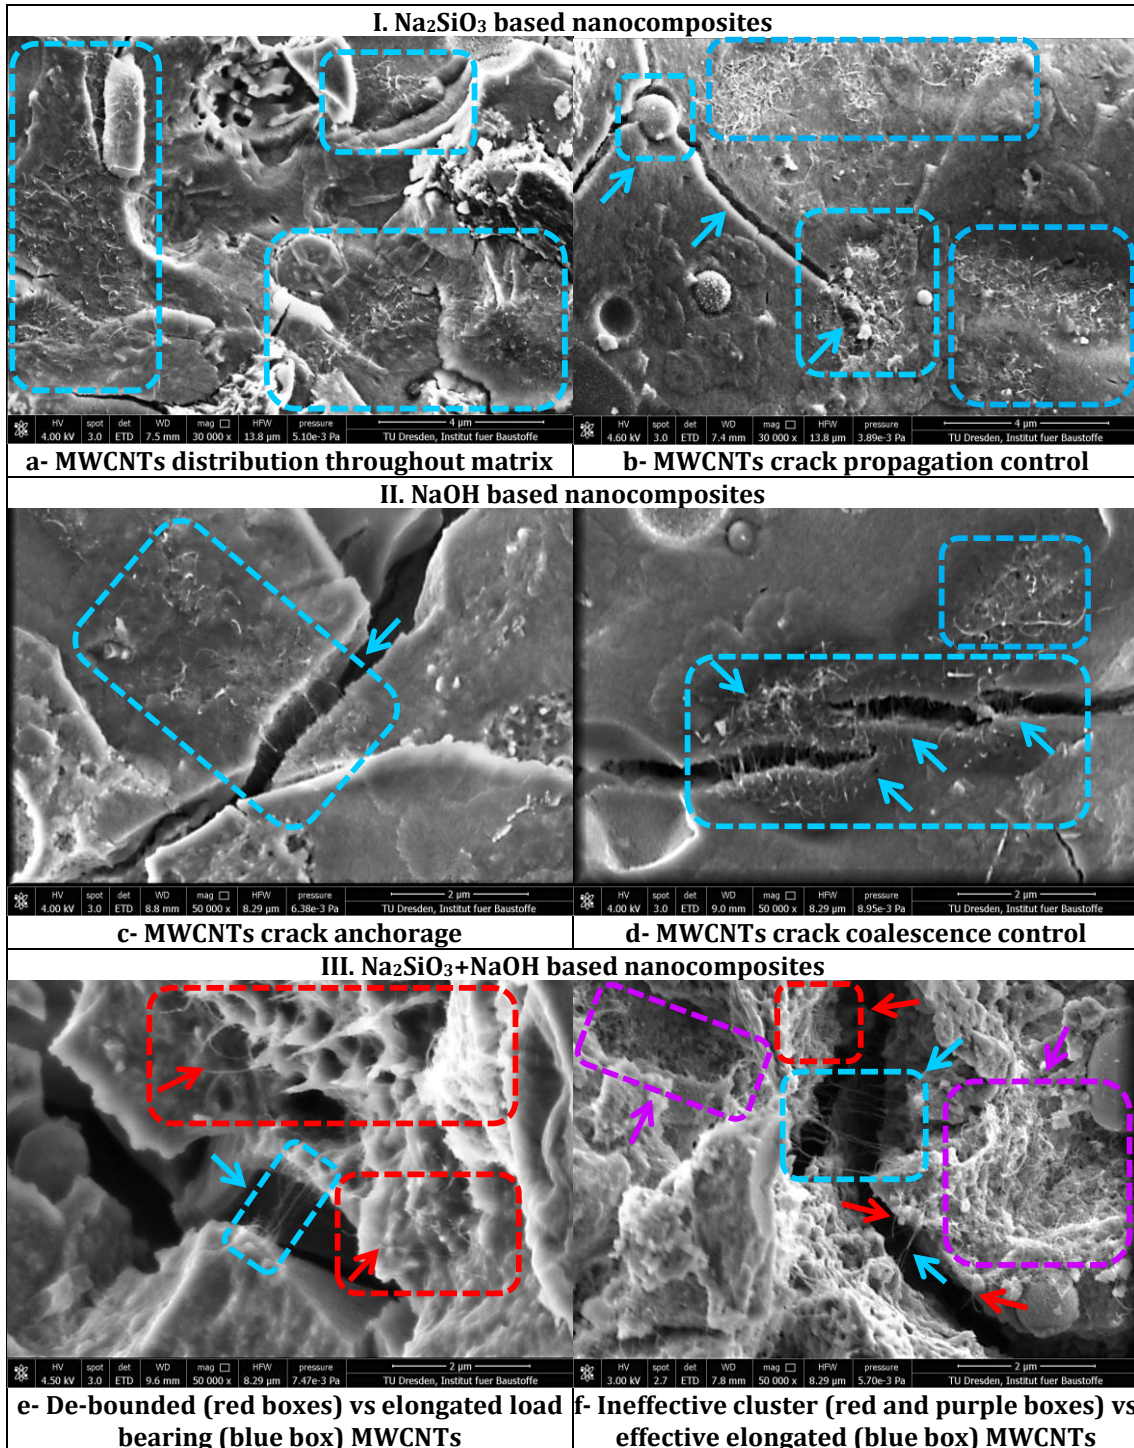 I. Na₂SiO₃ based nanocomposites
HV spot det WD mag HFW pressure 4 µm
4.00 kV 3.0 ETD 7.5 mm 30 000 x 13.8 µm 5.10e-3 Pa TU Dresden, Institut fuer Baustoffe
HV spot det WD mag HFW pressure 4 µm
4.60 kV 3.0 ETD 7.4 mm 30 000 x 13.8 µm 3.89e-3 Pa TU Dresden, Institut fuer Baustoffe
a- MWCNTs distribution throughout matrix
b- MWCNTs crack propagation control
II. NaOH based nanocomposites
HV spot det WD mag HFW pressure 2 µm
4.00 kV 3.0 ETD 8.8 mm 50 000 x 8.29 µm 6.38e-3 Pa TU Dresden, Institut fuer Baustoffe
HV spot det WD mag HFW pressure 2 µm
4.00 kV 3.0 ETD 9.0 mm 50 000 x 8.29 µm 8.95e-3 Pa TU Dresden, Institut fuer Baustoffe
c- MWCNTs crack anchorage
d- MWCNTs crack coalescence control
III. Na₂SiO₃+NaOH based nanocomposites
HV spot det WD mag HFW pressure 2 µm
4.50 kV 3.0 ETD 9.6 mm 50 000 x 8.29 µm 7.47e-3 Pa TU Dresden, Institut fuer Baustoffe
HV spot det WD mag HFW pressure 2 µm
3.00 kV 2.7 ETD 7.8 mm 50 000 x 8.29 µm 5.70e-3 Pa TU Dresden, Institut fuer Baustoffe
e- De-bounded (red boxes) vs elongated load
bearing (blue box) MWCNTs
f- Ineffective cluster (red and purple boxes) vs
effective elongated (blue box) MWCNTs